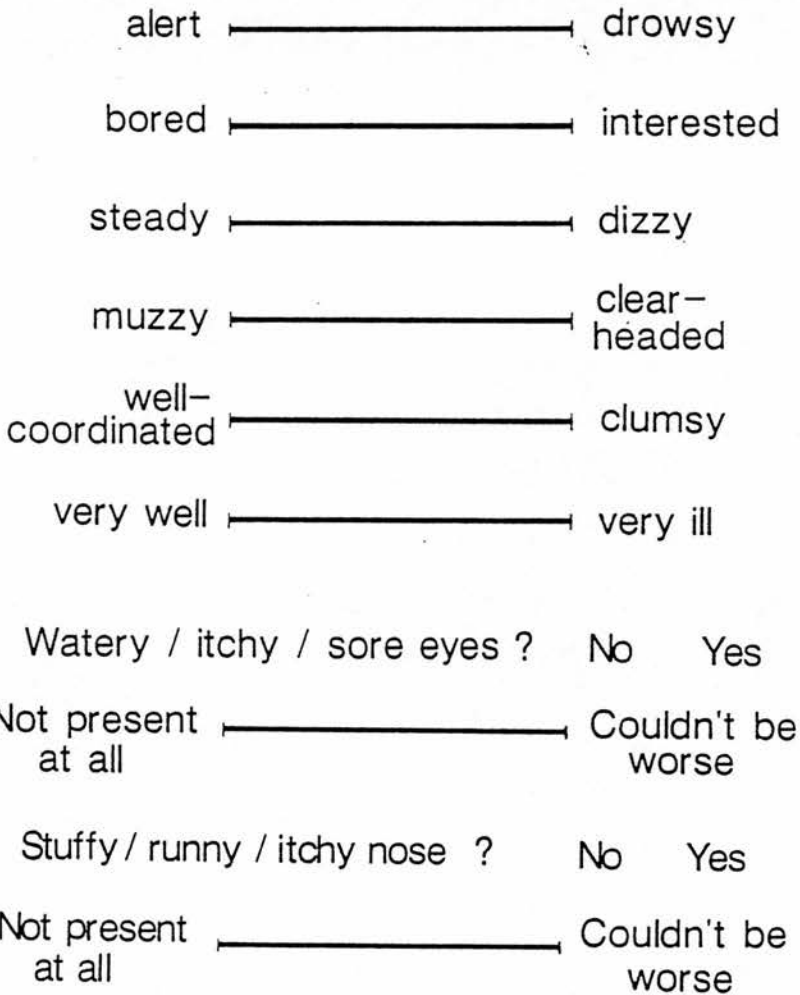 alert drowsy
bored interested
steady dizzy
muzzy clear-
headed
well-
coordinated clumsy
very well very ill
Watery / itchy / sore eyes ? No Yes
Not present Couldn't be
at all worse
Stuffy / runny / itchy nose ? No Yes
Not present Couldn't be
at all worse